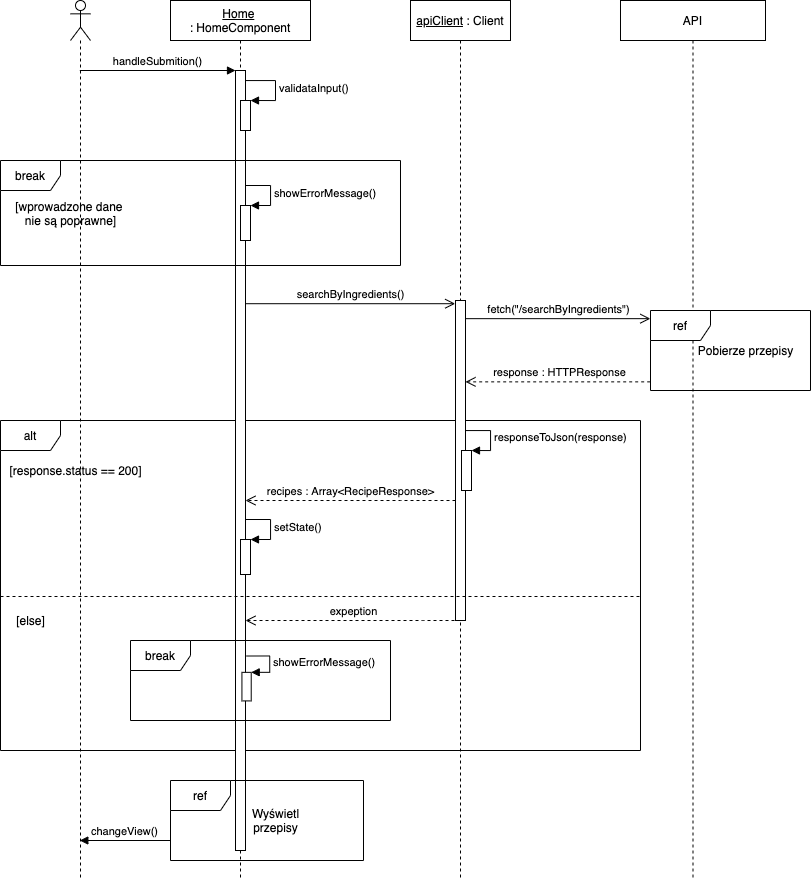 Home
: HomeComponent
apiClient : Client
API
handleSubmition()
validataInput()
break
[wprowadzone dane
nie są poprawne]
showErrorMessage()
searchByIngredients()
fetch("/searchByIngredients")
ref
Pobierze przepisy
response : HTTPResponse
alt
responseToJson(response)
[response.status == 200]
recipes : Array<RecipeResponse>
setState()
expeption
[else]
break
showErrorMessage()
ref
Wyświetl
przepisy
changeView()